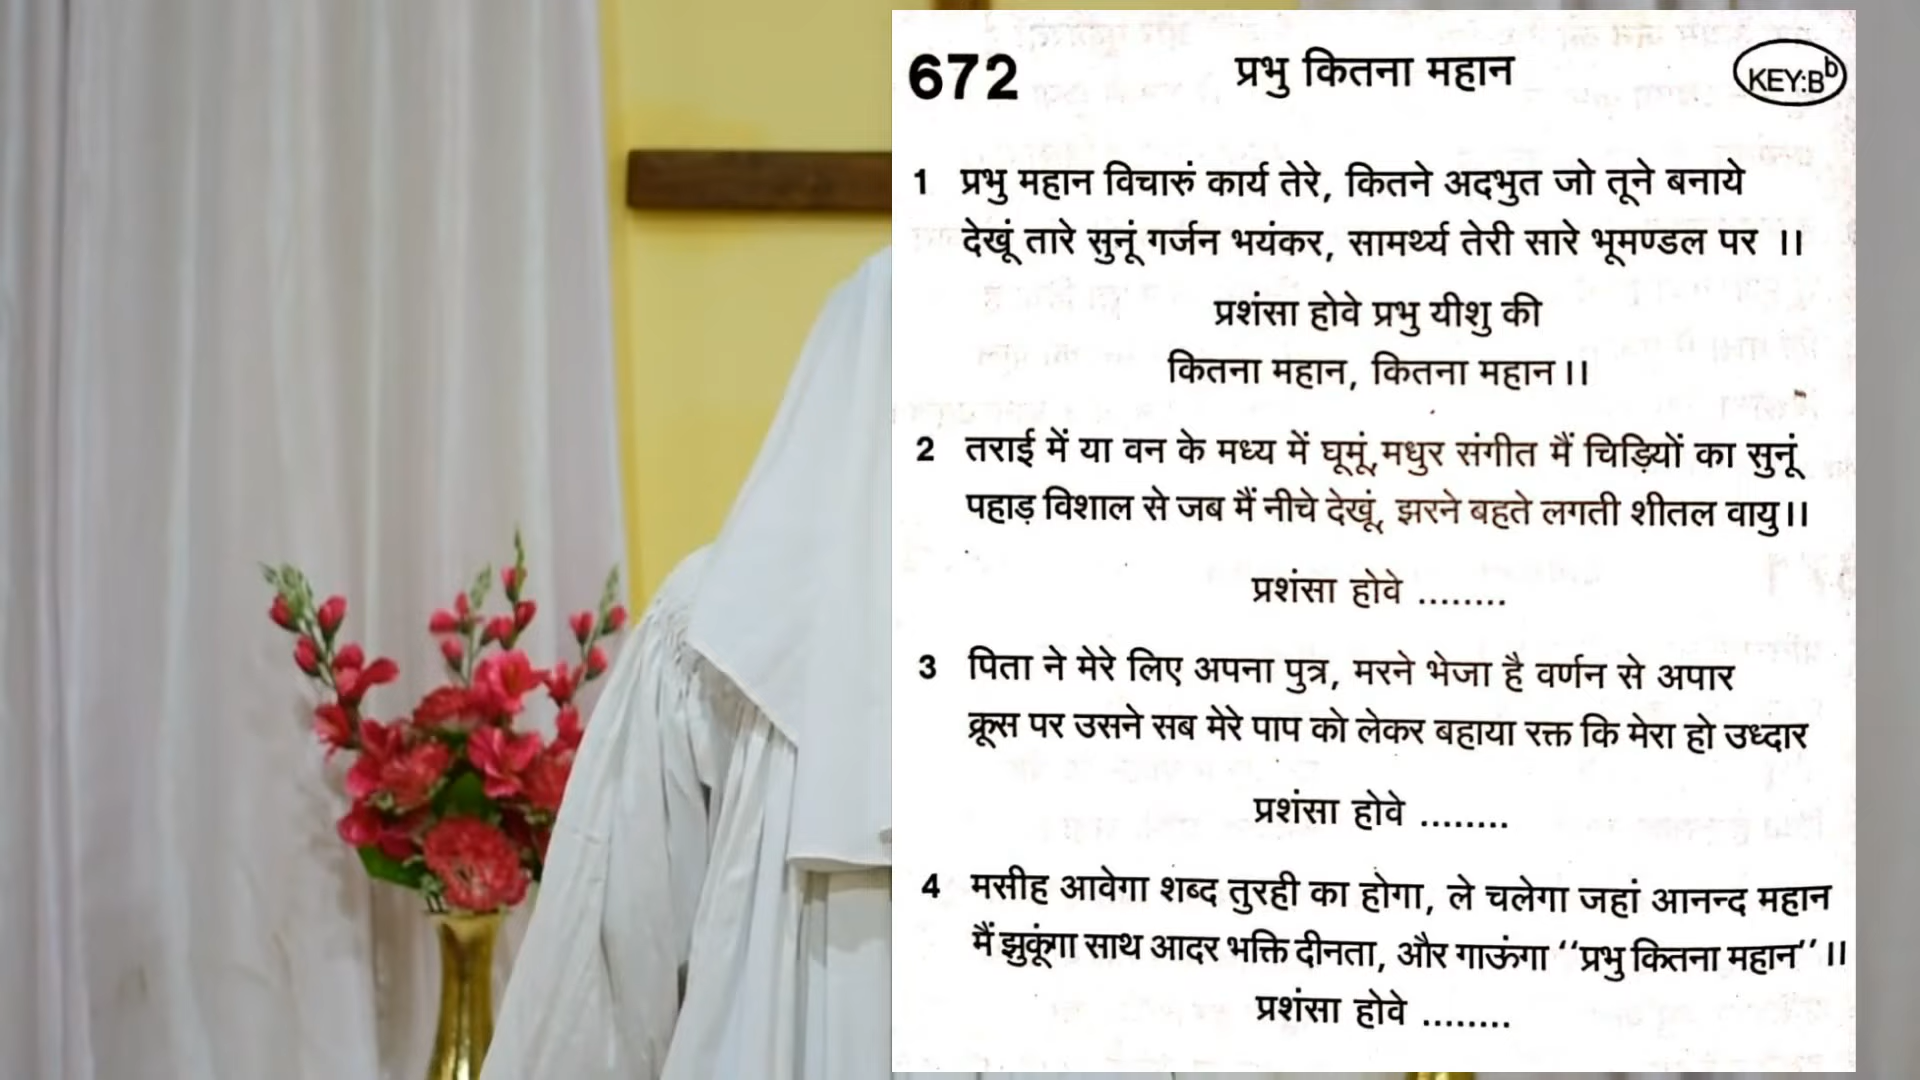 672 प्रभु कितना महान KEY:Bb
1 प्रभु महान विचारुं कार्य तेरे, कितने अदभुत जो तूने बनाये
देखूं तारे सुनूं गर्जन भयंकर, सामर्थ्य तेरी सारे भूमण्डल पर ।।
प्रशंसा होवे प्रभु यीशु की
कितना महान, कितना महान।।
2 तराई में या वन के मध्य में घूमूं, मधुर संगीत मैं चिड़ियों का सुनूं
पहाड़ विशाल से जब मैं नीचे देखूं, झरने बहते लगती शीतल वायु।।
प्रशंसा होवे ........
3 पिता ने मेरे लिए अपना पुत्र, मरने भेजा है वर्णन से अपार
क्रूस पर उसने सब मेरे पाप को लेकर बहाया रक्त कि मेरा हो उध्दार
प्रशंसा होवे ........
4 मसीह आवेगा शब्द तुरही का होगा, ले चलेगा जहां आनन्द महान
मैं झुकूंगा साथ आदर भक्ति दीनता, और गाऊंगा ‘‘प्रभु कितना महान’’ ।।
प्रशंसा होवे ........